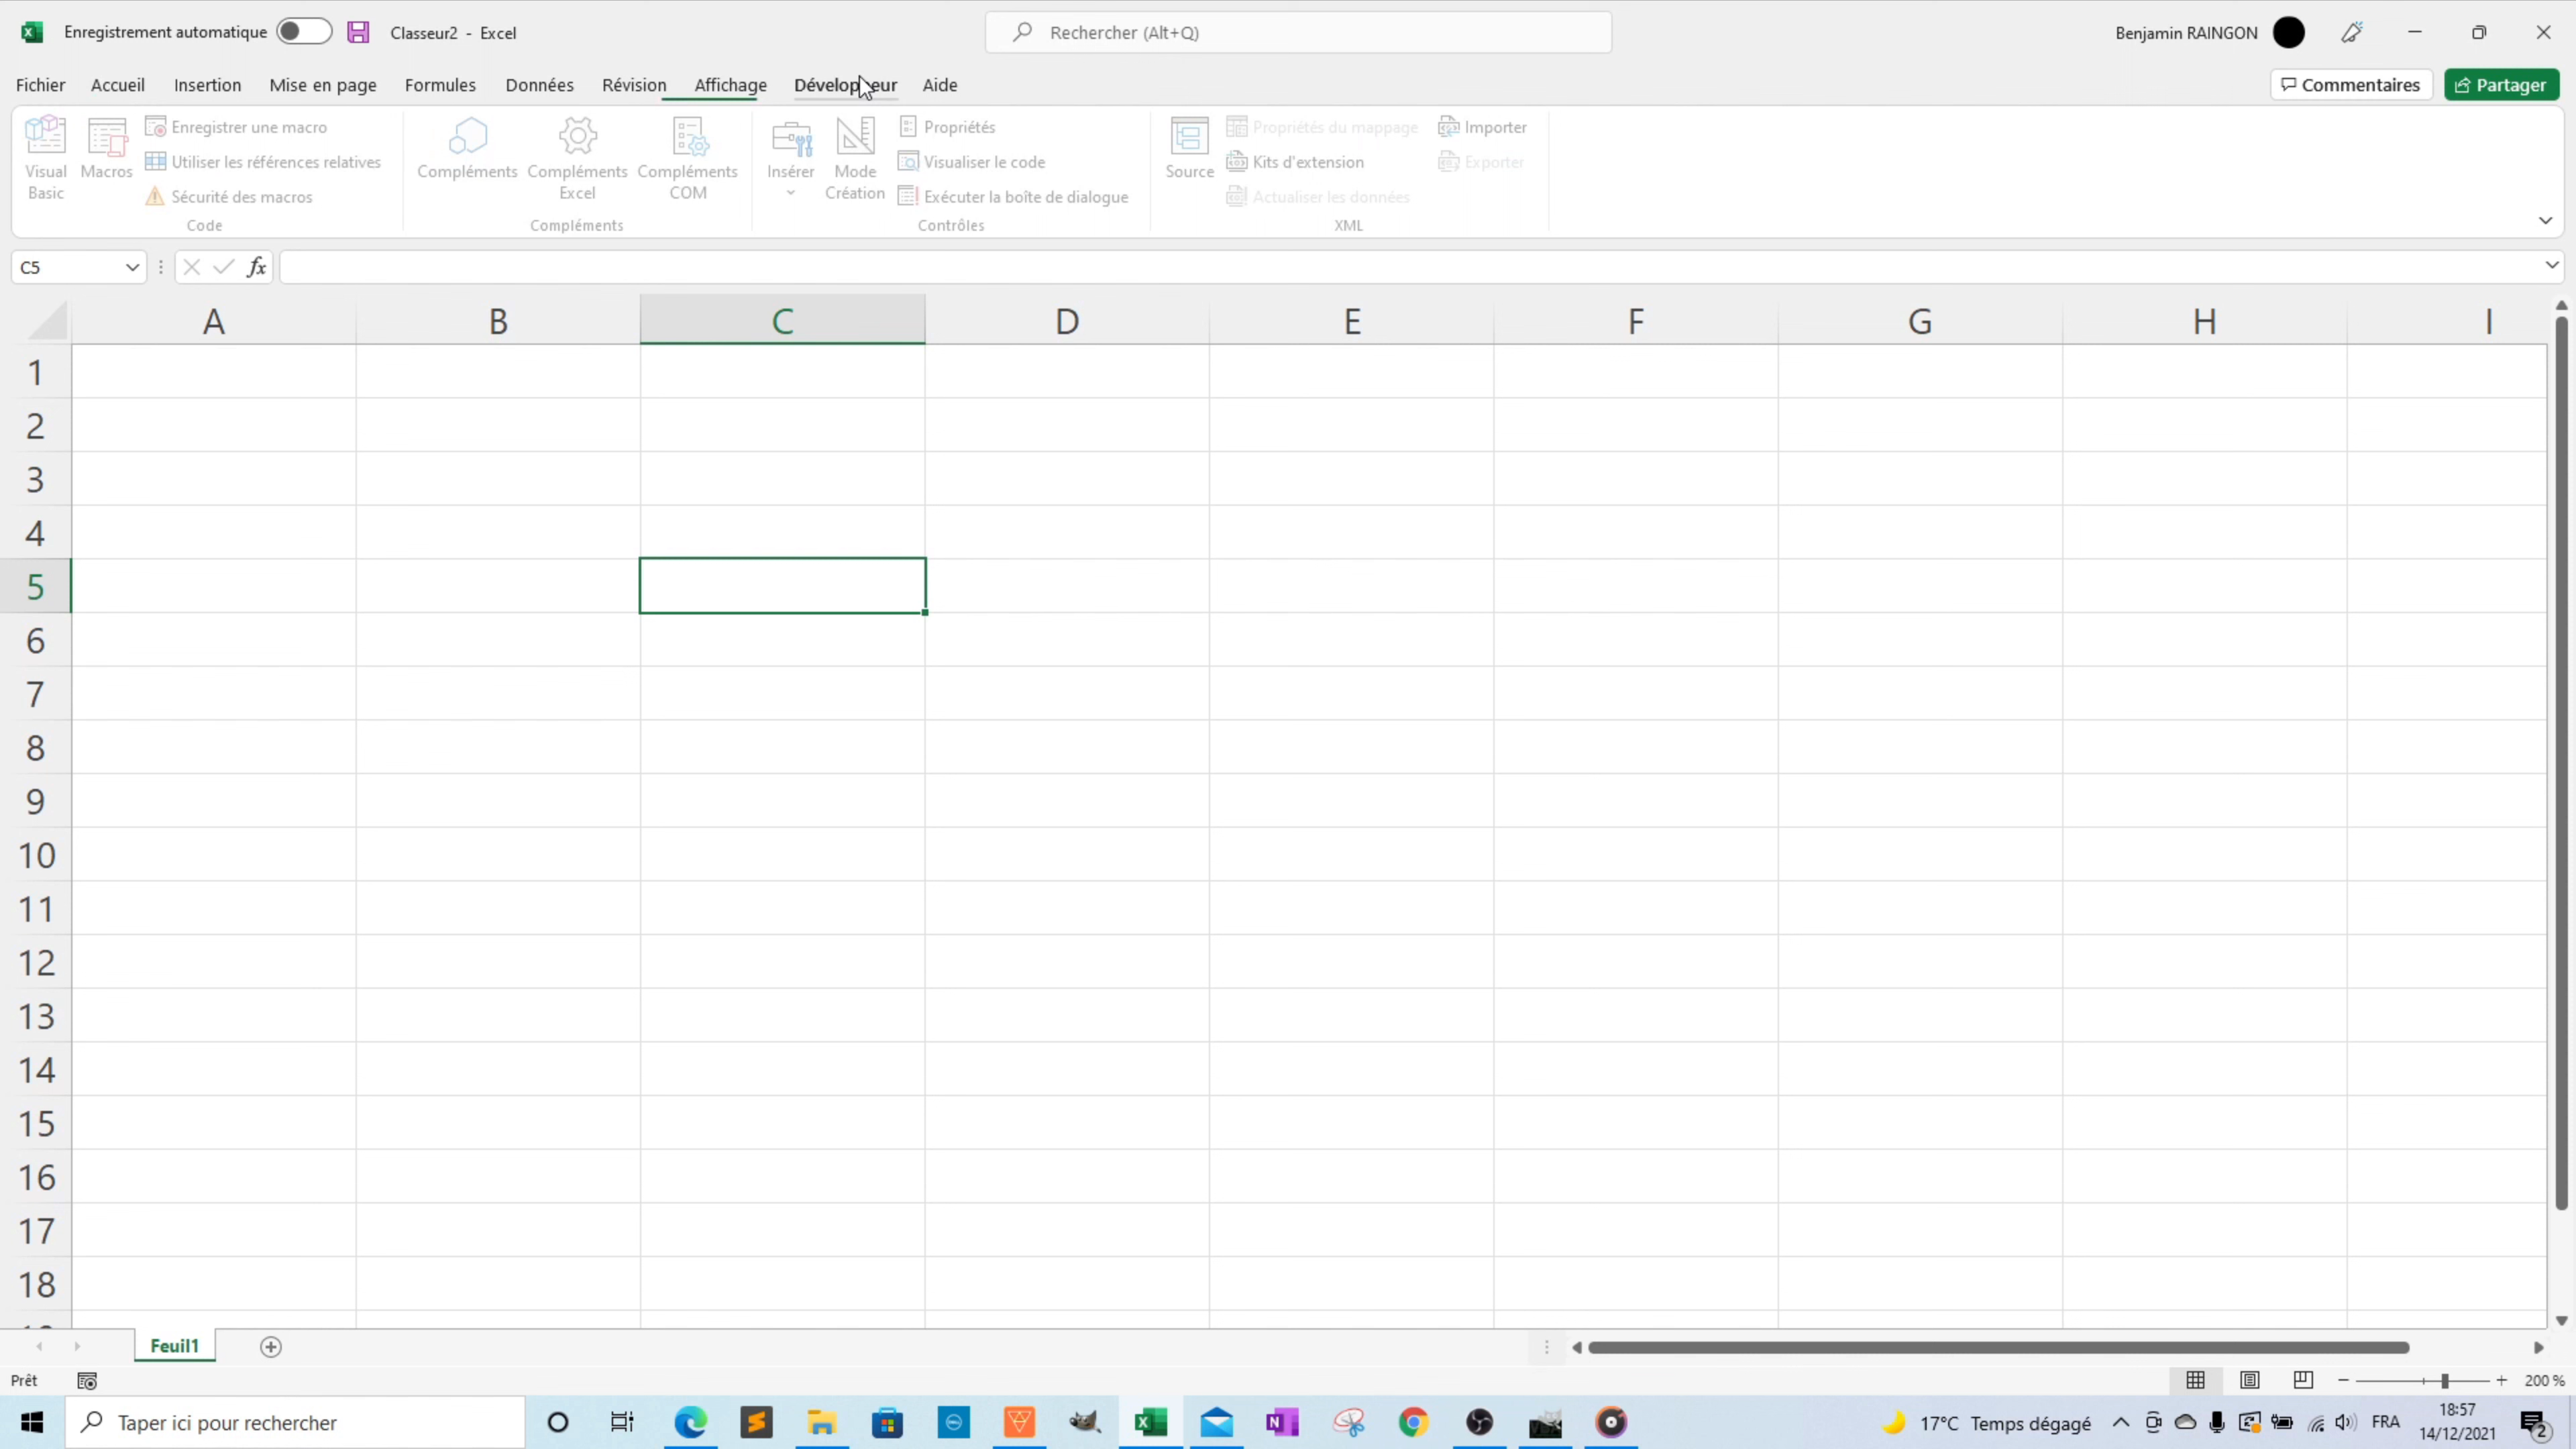 Enregistrement automatique Classeur2 - Excel Rechercher (Alt+Q) Benjamin RAINGON
Fichier Accueil Insertion Mise en page Formules Données Révision Affichage Développeur Aide Commentaires Partager
Visual Basic
Macros
Enregistrer une macro
Utiliser les références relatives
Sécurité des macros
Code
Compléments
Compléments Excel
Compléments COM
Compléments
Insérer
Mode Création
Propriétés
Visualiser le code
Exécuter la boîte de dialogue
Contrôles
Source
Propriétés du mappage
Kits d'extension
Actualiser les données
Importer
Exporter
XML
C5 fx
A B C D E F G H I
1
2
3
4
5
6
7
8
9
10
11
12
13
14
15
16
17
18
Feuil1
Prêt 200 %
Taper ici pour rechercher 17°C Temps dégagé FRA 18:57
14/12/2021 2